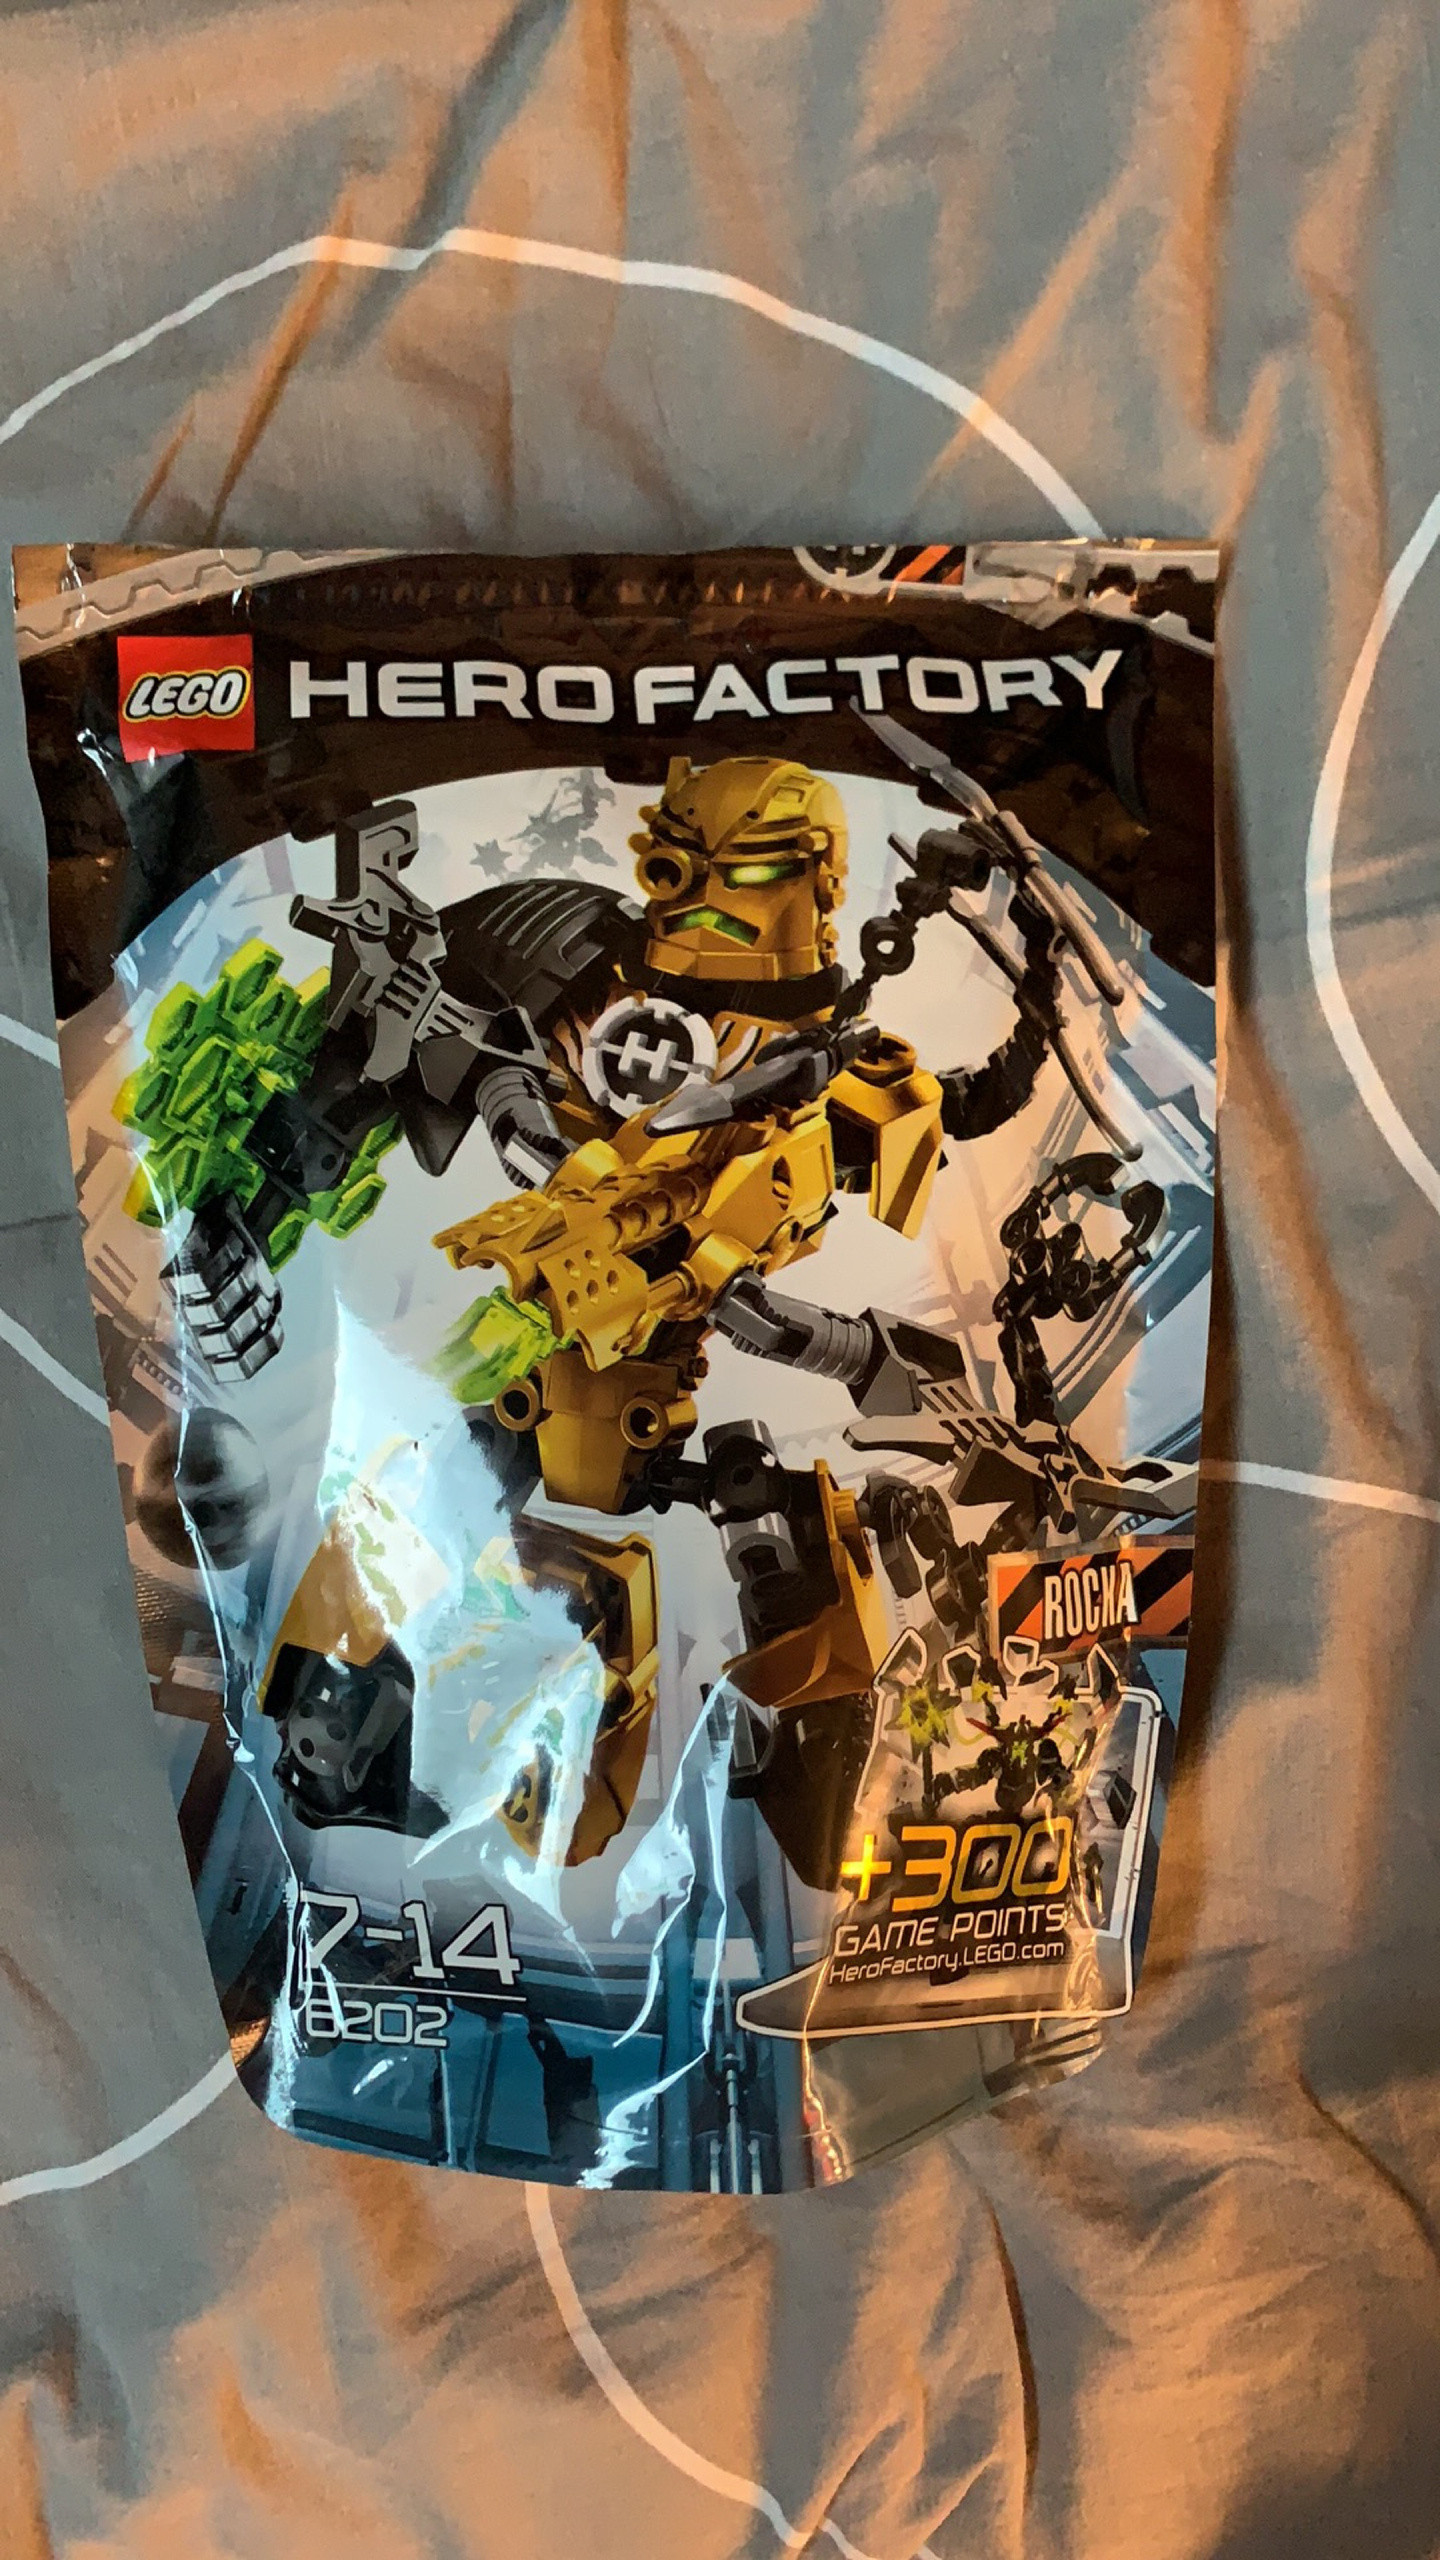 LEGO HERO FACTORY
H
ROCKA
+300
GAME POINTS
HeroFactory.LEGO.com
7-14
6202